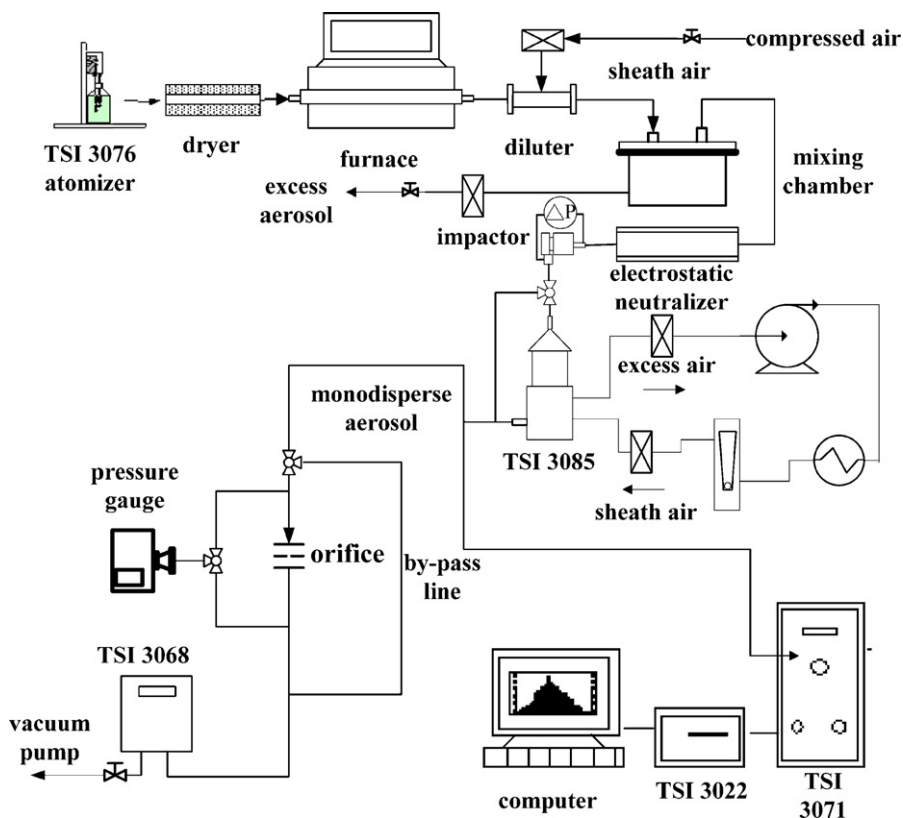 compressed air
sheath air
TSI 3076
atomizer
dryer
furnace
diluter
mixing
chamber
excess
aerosol
impactor
P
electrostatic
neutralizer
excess air
monodisperse
aerosol
TSI 3085
sheath air
pressure
gauge
orifice
by-pass
line
TSI 3068
vacuum
pump
computer
TSI 3022
TSI
3071